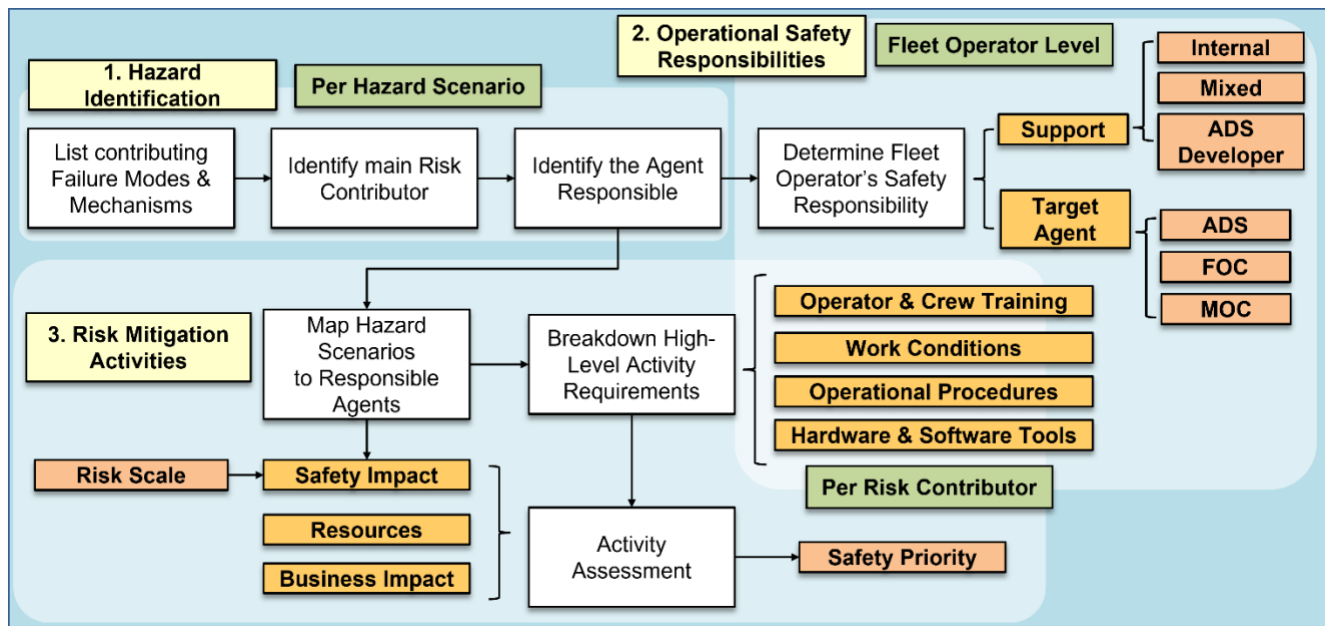 1. Hazard
Identification
Per Hazard Scenario
2. Operational Safety
Responsibilities
Fleet Operator Level
List contributing
Failure Modes &
Mechanisms
Identify main Risk
Contributor
Identify the Agent
Responsible
Determine Fleet
Operator's Safety
Responsibility
Support
Internal
Mixed
ADS
Developer
Target
Agent
ADS
FOC
MOC
3. Risk Mitigation
Activities
Map Hazard
Scenarios
to Responsible
Agents
Breakdown High-
Level Activity
Requirements
Operator & Crew Training
Work Conditions
Operational Procedures
Hardware & Software Tools
Per Risk Contributor
Risk Scale
Safety Impact
Resources
Business Impact
Activity
Assessment
Safety Priority